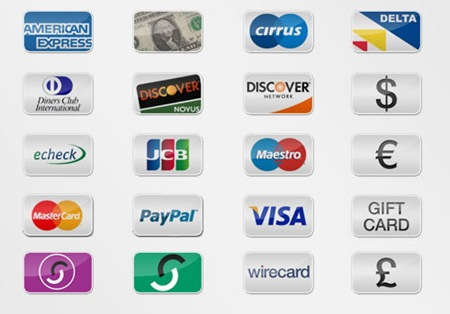 AMERICAN
EXPRESS
cirrus
DELTA
Diners Club
International
DISCOVER
NOVUS
DISCOVER
NETWORK
$
echeck
JCB
Maestro
€
MasterCard
PayPal
VISA
GIFT
CARD
wirecard
£